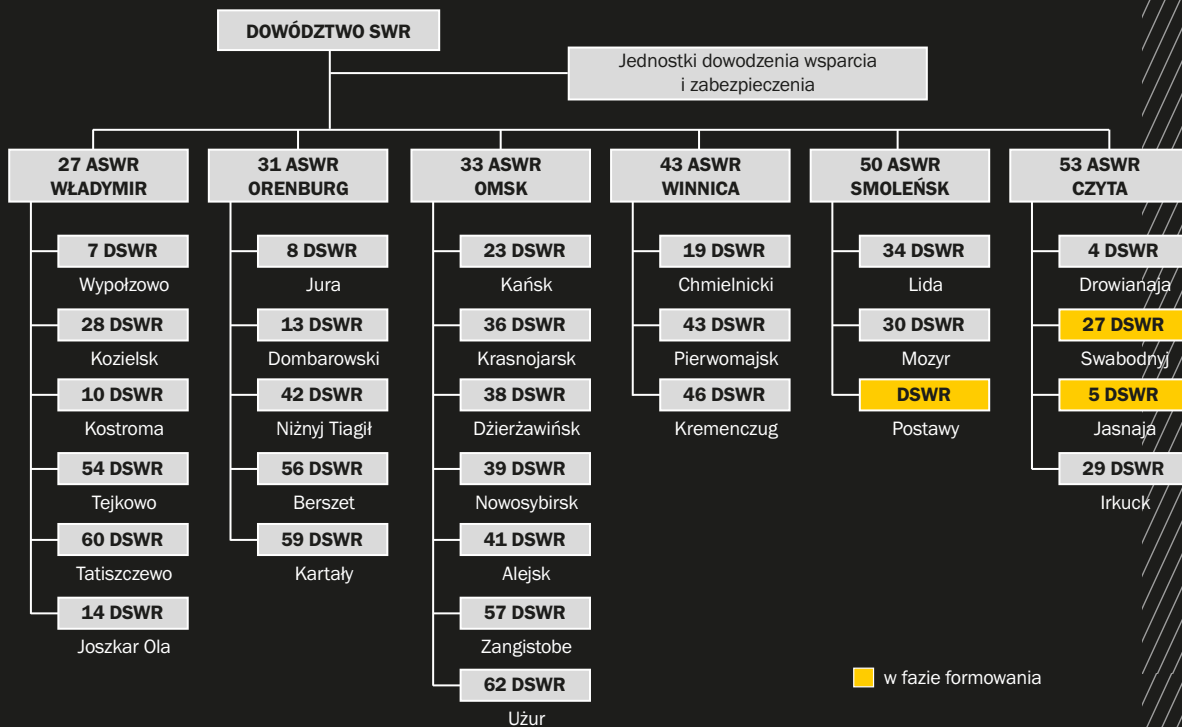 DOWÓDZTWO SWR
Jednostki dowodzenia wsparcia
i zabezpieczenia
27 ASWR
WŁADYMIR
7 DSWR
Wypołzowo
28 DSWR
Kozielsk
10 DSWR
Kostroma
54 DSWR
Tejkowo
60 DSWR
Tatiszczewo
14 DSWR
Joszkar Ola
31 ASWR
ORENBURG
8 DSWR
Jura
13 DSWR
Dombarowski
42 DSWR
Niżnyj Tiagił
56 DSWR
Berszet
59 DSWR
Kartały
33 ASWR
OMSK
23 DSWR
Kańsk
36 DSWR
Krasnojarsk
38 DSWR
Dżierżawińsk
39 DSWR
Nowosybirsk
41 DSWR
Alejsk
57 DSWR
Zangistobe
62 DSWR
Użur
43 ASWR
WINNICA
19 DSWR
Chmielnicki
43 DSWR
Pierwomajsk
46 DSWR
Kremenczug
50 ASWR
SMOLEŃSK
34 DSWR
Lida
30 DSWR
Mozyr
DSWR
Postawy
53 ASWR
CZYTA
4 DSWR
Drowianaja
27 DSWR
Swabodnyj
5 DSWR
Jasnaja
29 DSWR
Irkuck
w fazie formowania